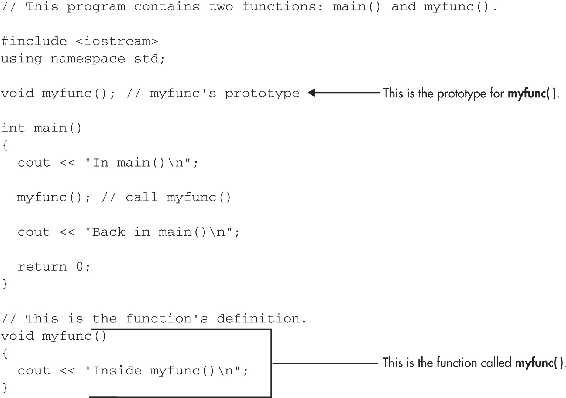 // This program contains two functions: main() and myfunc().
#include <iostream>
using namespace std;
void myfunc(); // myfunc's prototype
This is the prototype for myfunc( ).
int main()
{
  cout << "In main()\n";
  myfunc(); // call myfunc()
  cout << "Back in main()\n";
  return 0;
}
// This is the function's definition.
void myfunc()
{
  cout << "Inside myfunc()\n";
}
This is the function called myfunc( ).